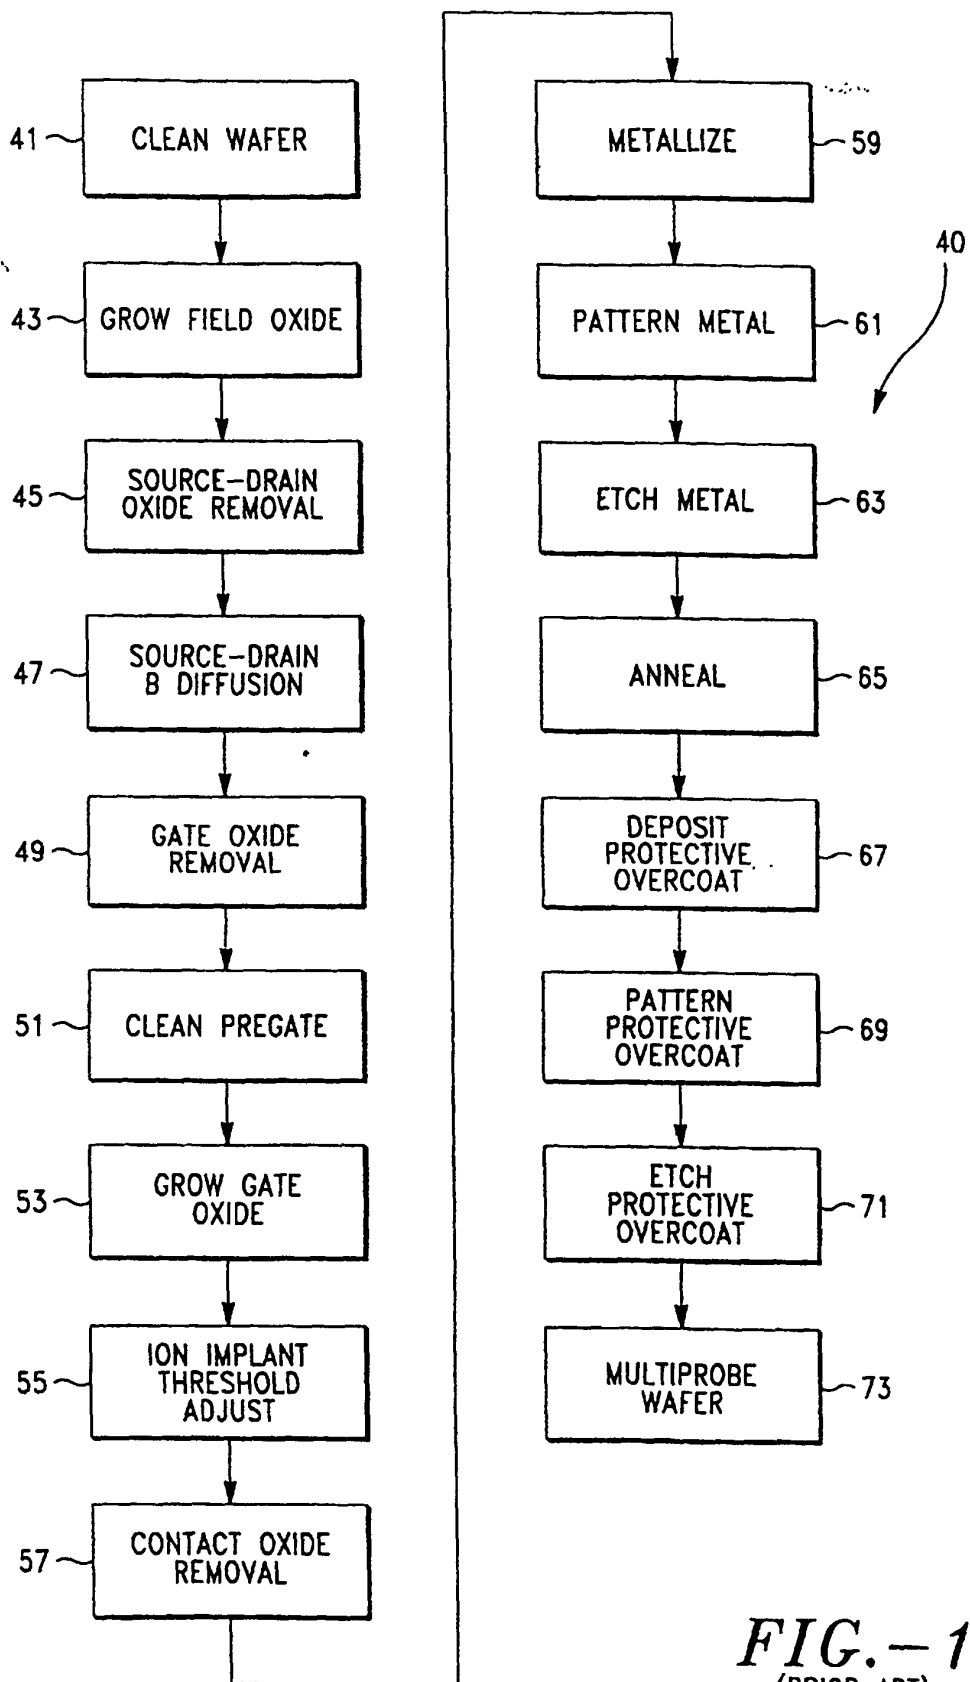 41
CLEAN WAFER
43
GROW FIELD OXIDE
45
SOURCE-DRAIN
OXIDE REMOVAL
47
SOURCE-DRAIN
B DIFFUSION
49
GATE OXIDE
REMOVAL
51
CLEAN PREGATE
53
GROW GATE
OXIDE
55
ION IMPLANT
THRESHOLD
ADJUST
57
CONTACT OXIDE
REMOVAL
METALLIZE
59
40
PATTERN METAL
61
ETCH METAL
63
ANNEAL
65
DEPOSIT
PROTECTIVE
OVERCOAT
67
PATTERN
PROTECTIVE
OVERCOAT
69
ETCH
PROTECTIVE
OVERCOAT
71
MULTIPROBE
WAFER
73
FIG.-1
(PRIOR ART)